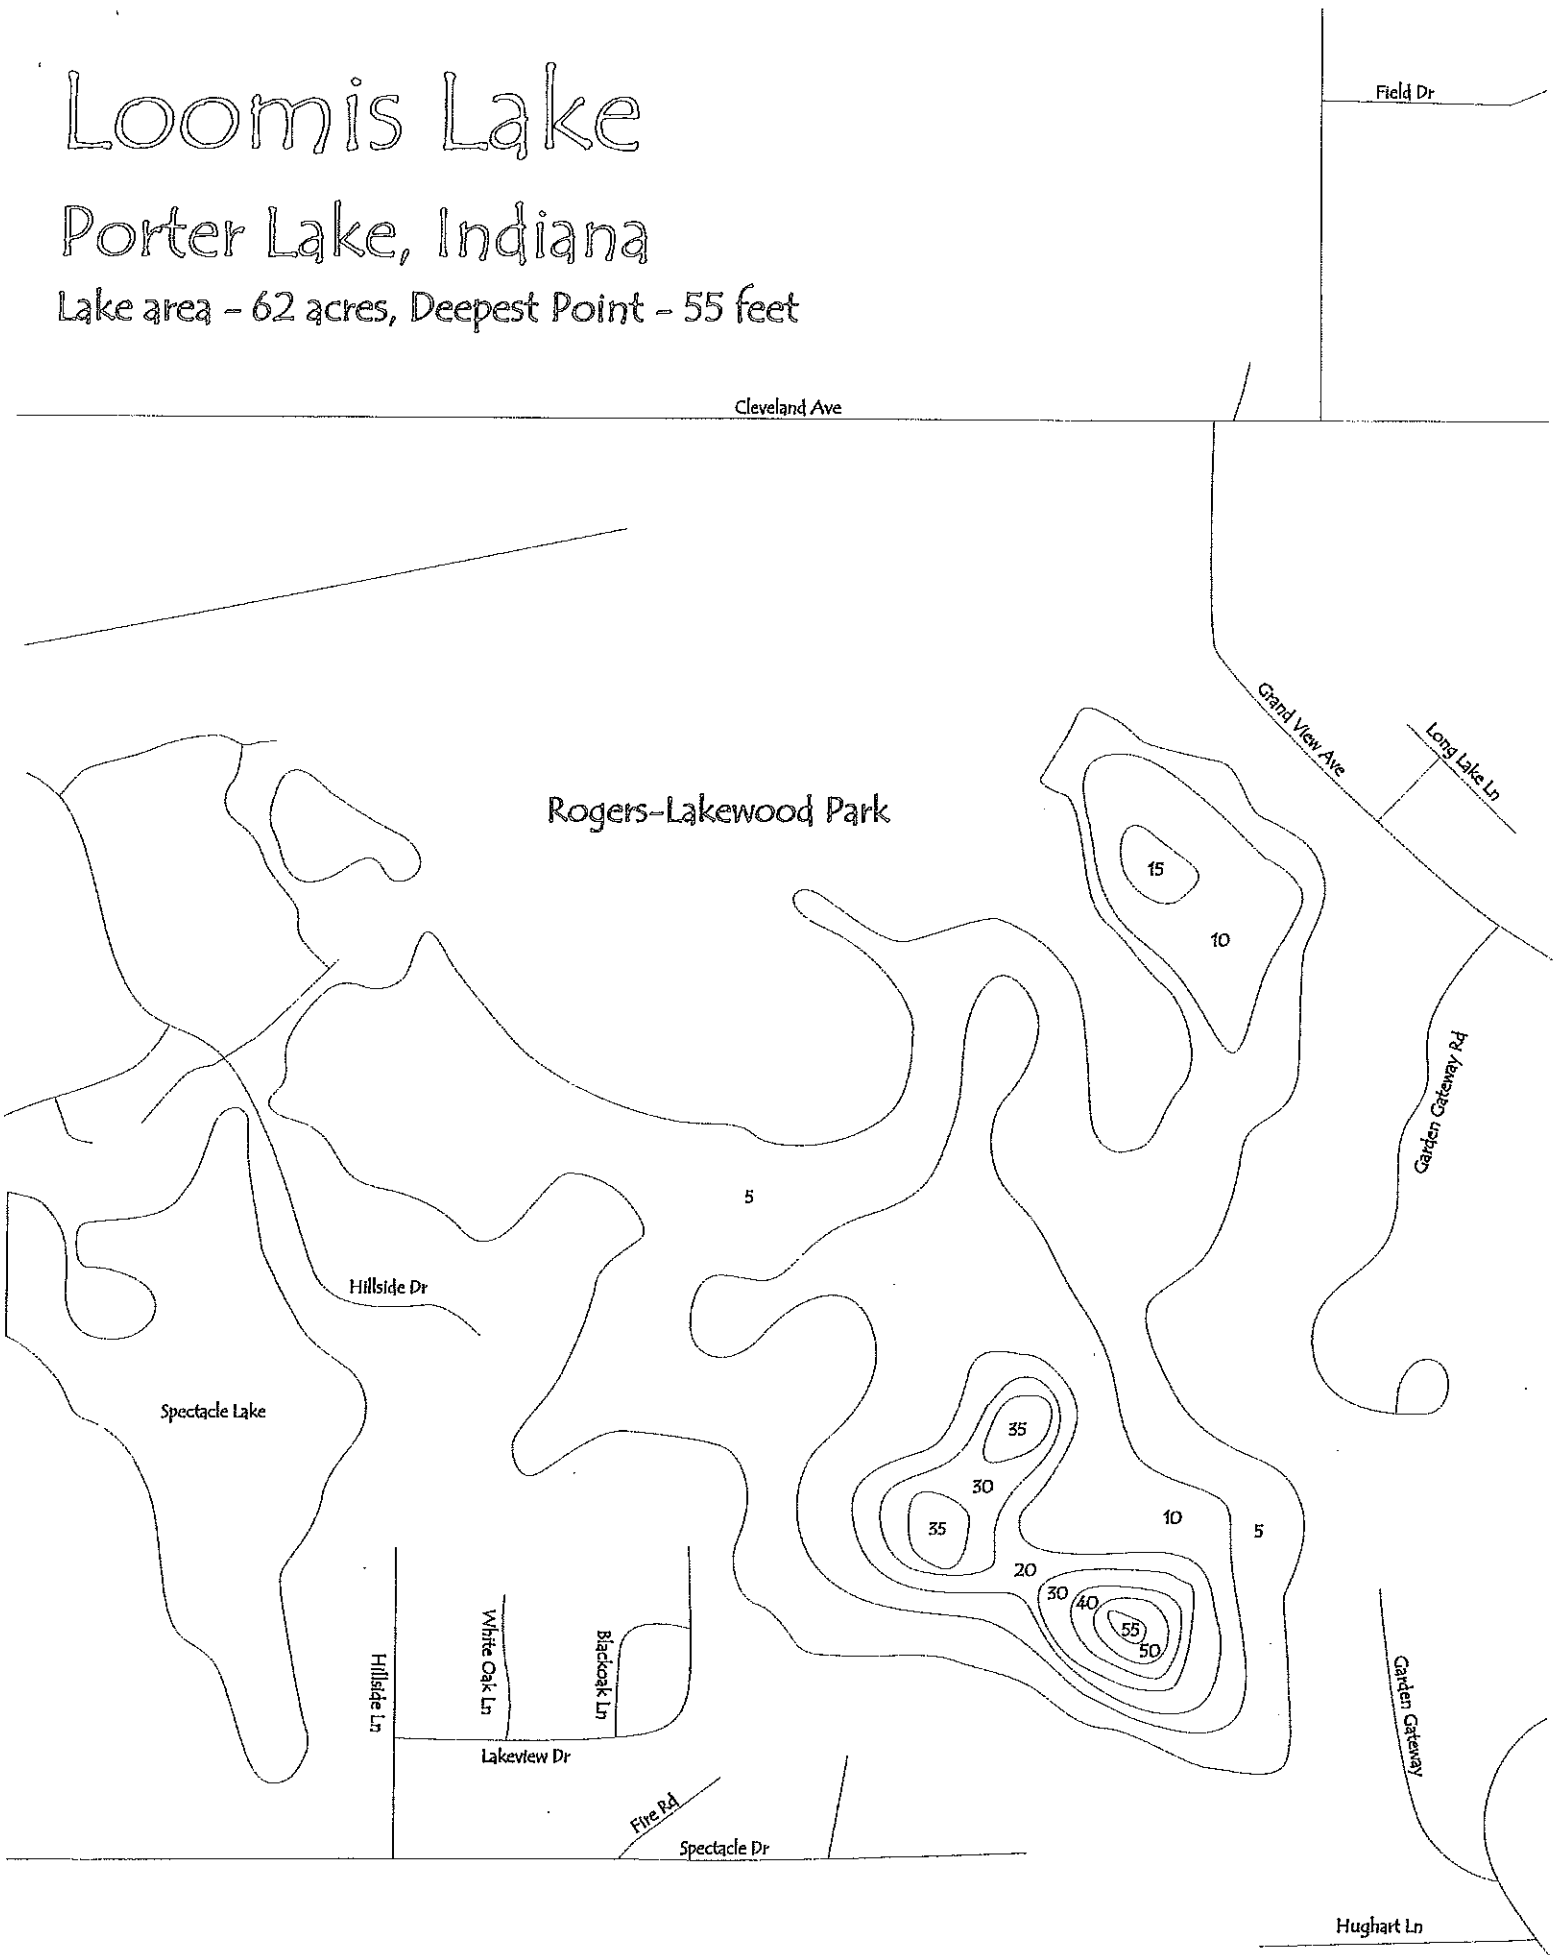 Loomis Lake
Porter Lake, Indiana
Lake area - 62 acres, Deepest Point - 55 feet
Field Dr
Cleveland Ave
Grand View Ave
Long Lake Ln
Rogers-Lakewood Park
15
10
Garden Gateway Rd
5
Hillside Dr
Spectacle Lake
35
30
35
10
5
20
30
40
55
50
Hillside Ln
White Oak Ln
Blackoak Ln
Lakeview Dr
Garden Gateway
Fire Rd
Spectacle Dr
Hughart Ln